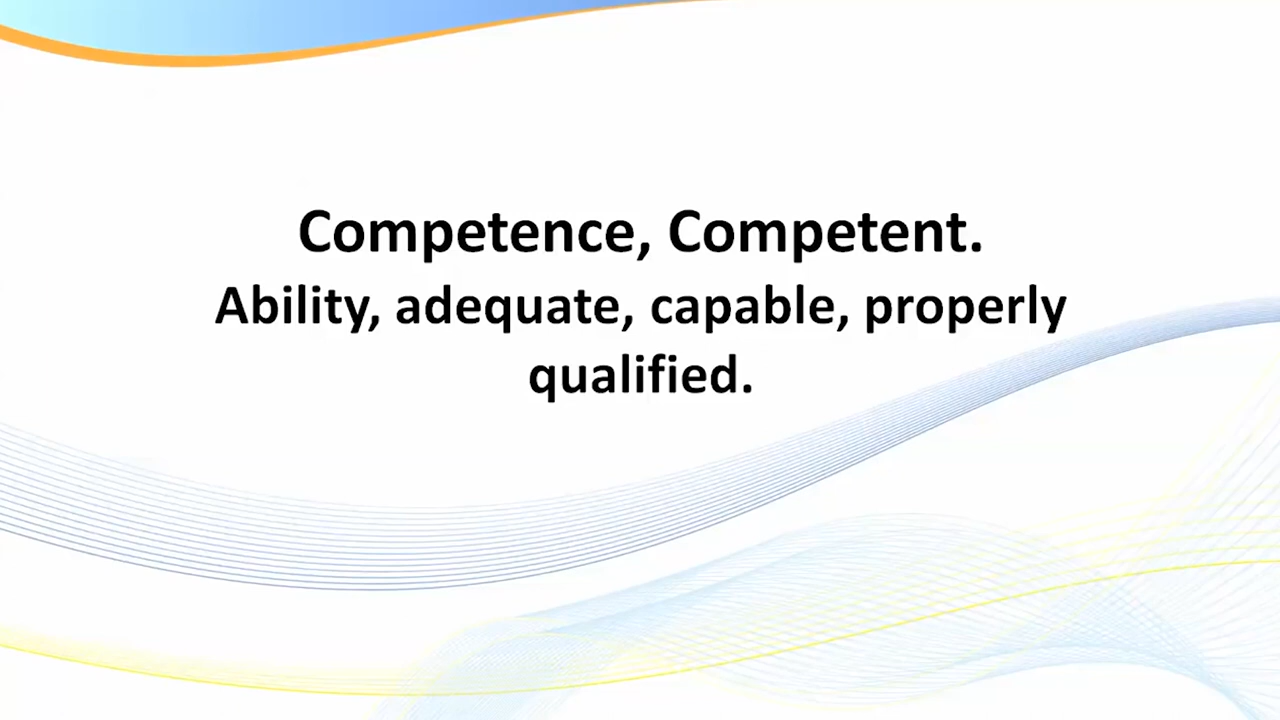 Competence, Competent.
Ability, adequate, capable, properly
qualified.